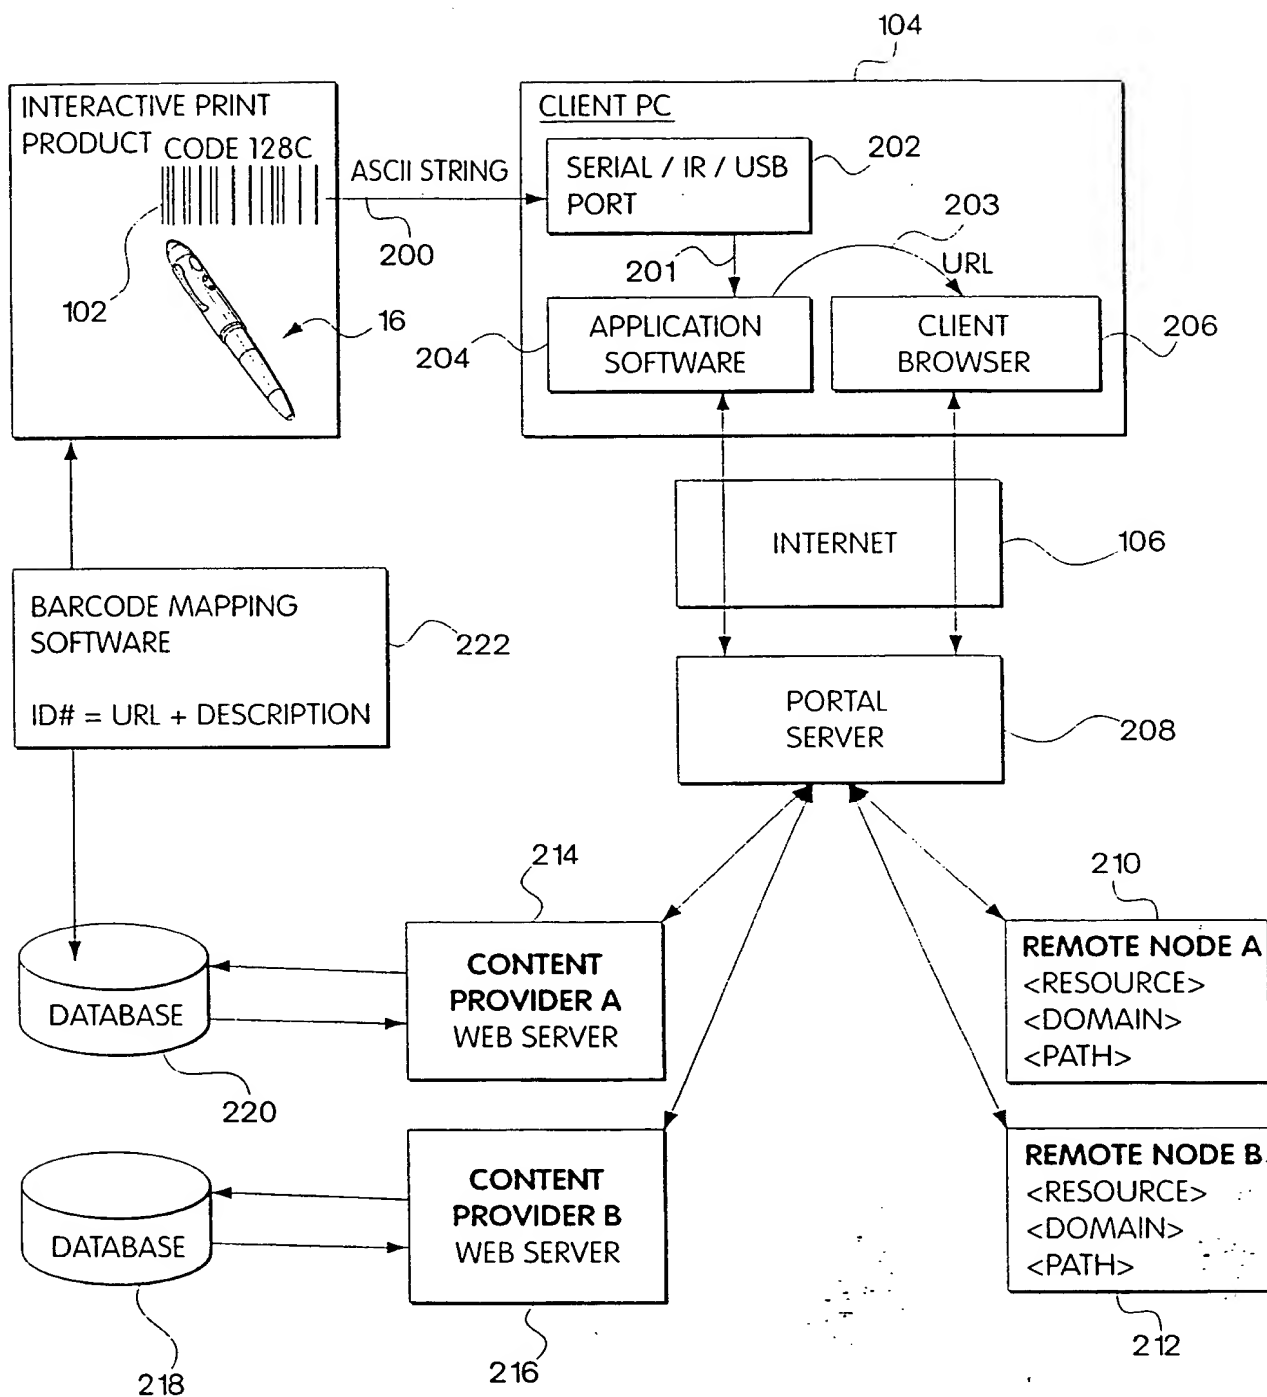 104
INTERACTIVE PRINT
PRODUCT
CODE 128C
102
16
ASCII STRING
200
CLIENT PC
SERIAL / IR / USB
PORT
202
201
203
URL
APPLICATION
SOFTWARE
204
CLIENT
BROWSER
206
INTERNET
106
BARCODE MAPPING
SOFTWARE
ID# = URL + DESCRIPTION
222
PORTAL
SERVER
208
214
210
DATABASE
220
CONTENT
PROVIDER A
WEB SERVER
REMOTE NODE A
<RESOURCE>
<DOMAIN>
<PATH>
DATABASE
218
CONTENT
PROVIDER B
WEB SERVER
216
REMOTE NODE B
<RESOURCE>
<DOMAIN>
<PATH>
212